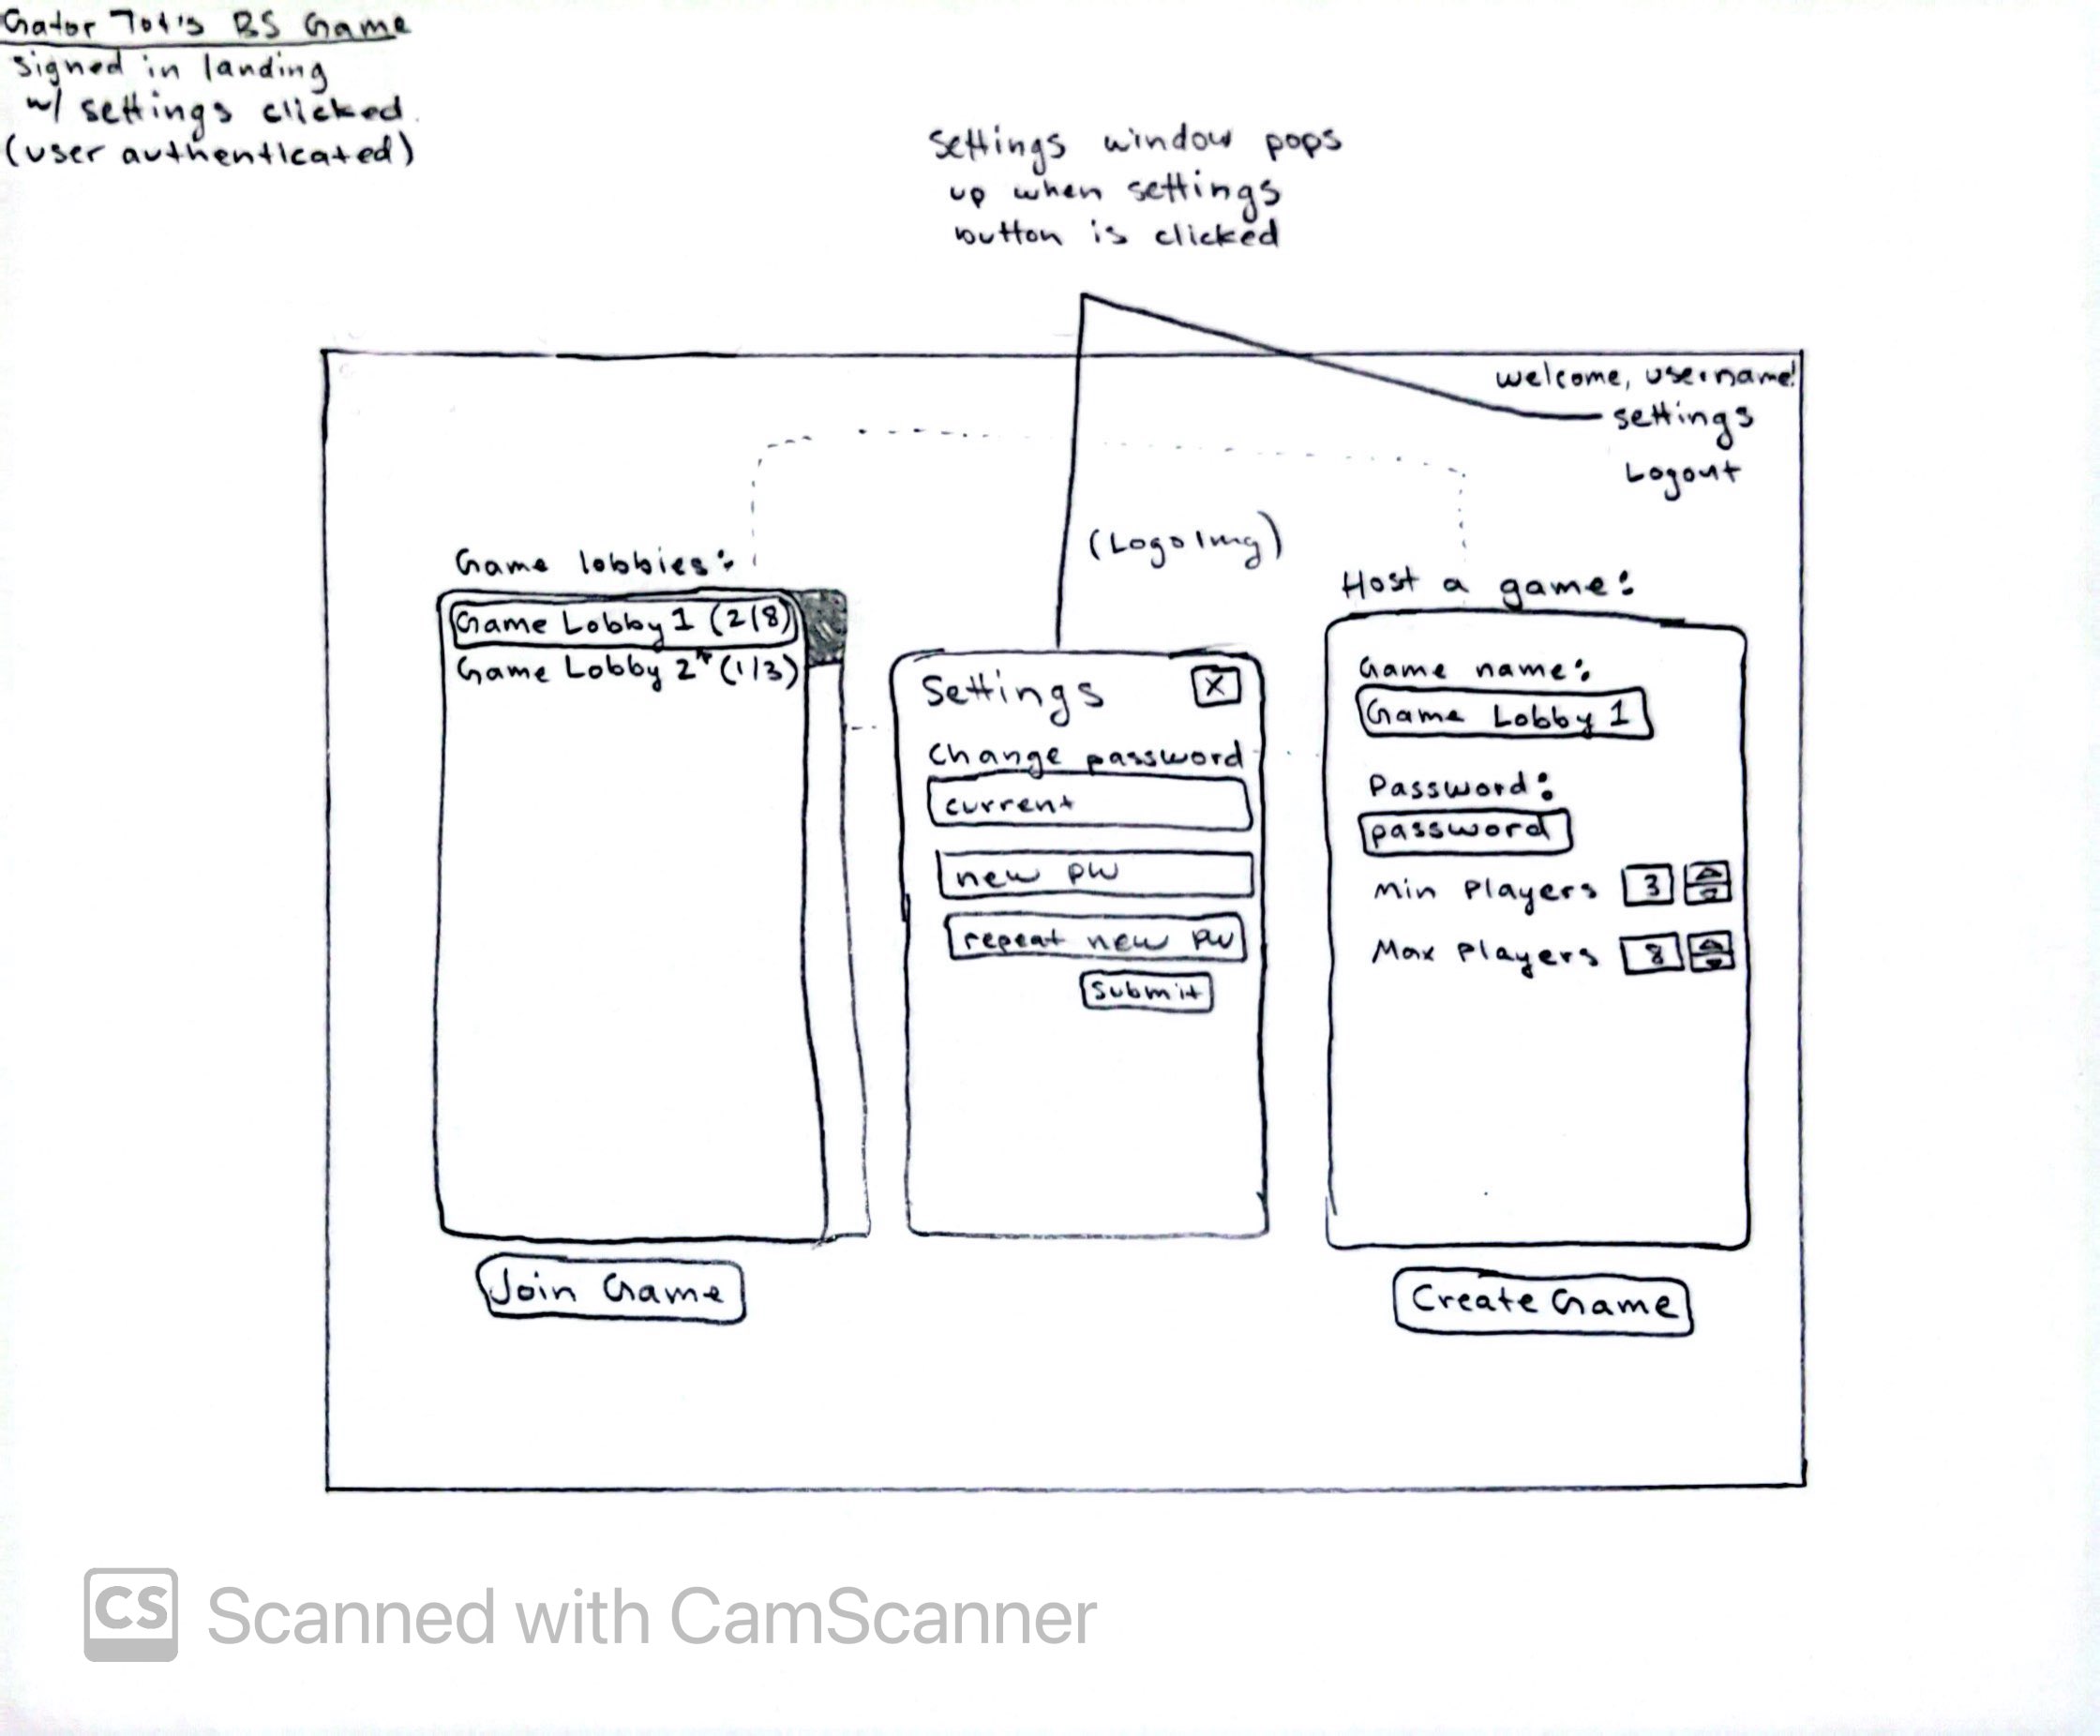 Gator Tot's BS Game
signed in landing
w/ settings clicked
(user authenticated)
settings window pops
up when settings
button is clicked
welcome, username!
settings
Logout
(Logo Img)
Game lobbies:
Game Lobby 1 (2/8)
Game Lobby 2 (1/3)
Join Game
Settings
X
Change password
current
new pw
repeat new pw
submit
Host a game:
Game name:
Game Lobby 1
Password:
password
Min Players 3
Max Players 8
Create Game
CS Scanned with CamScanner